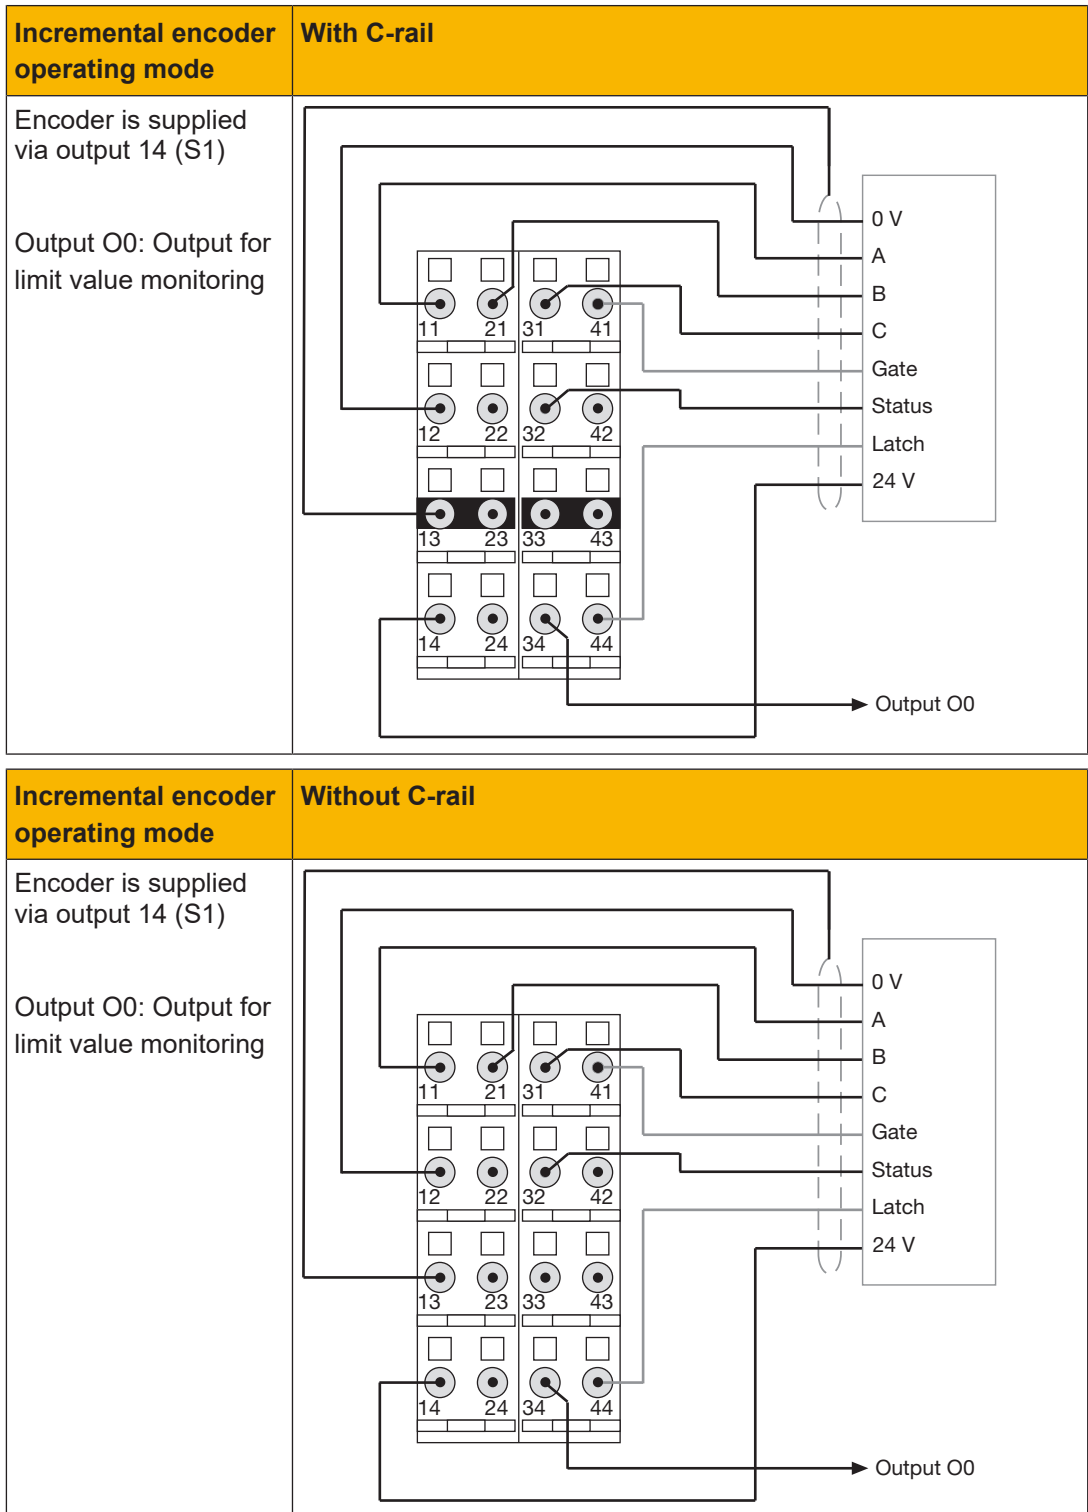 Incremental encoder operating mode
With C-rail
Encoder is supplied
via output 14 (S1)
Output O0: Output for
limit value monitoring
0 V
A
B
C
Gate
Status
Latch
24 V
11 21 31 41
12 22 32 42
13 23 33 43
14 24 34 44
Output O0
Incremental encoder operating mode
Without C-rail
Encoder is supplied
via output 14 (S1)
Output O0: Output for
limit value monitoring
0 V
A
B
C
Gate
Status
Latch
24 V
11 21 31 41
12 22 32 42
13 23 33 43
14 24 34 44
Output O0